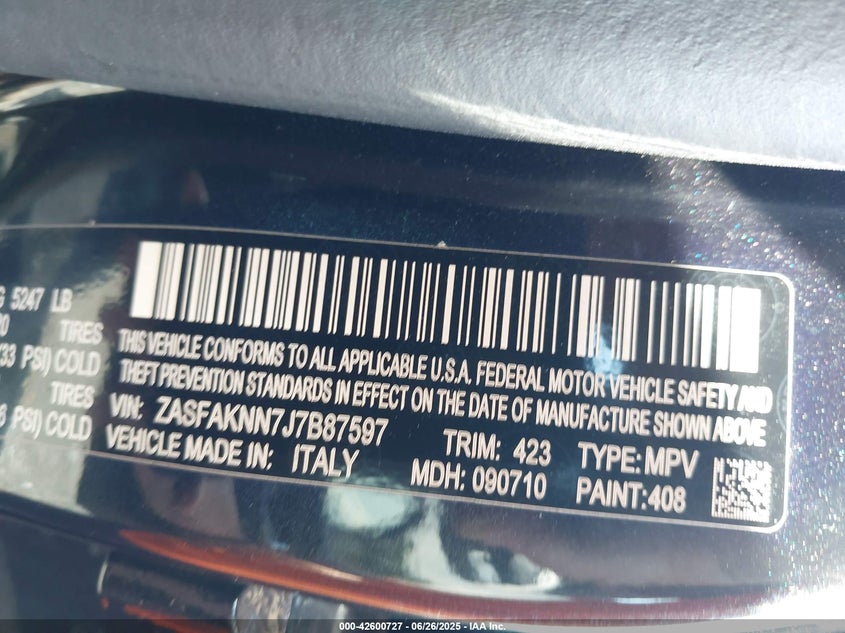 5247 LB
TIRES
(33 PSI) COLD
TIRES
PSI) COLD
THIS VEHICLE CONFORMS TO ALL APPLICABLE U.S.A. FEDERAL MOTOR VEHICLE SAFETY AND
THEFT PREVENTION STANDARDS IN EFFECT ON THE DATE OF MANUFACTURE SHOWN ABOVE
VIN: ZASFAKNN7J7B87597 TRIM: 423 TYPE: MPV
VEHICLE MADE IN: ITALY MDH: 090710 PAINT: 408
000-42600727 - 06/26/2025 - IAA Inc.